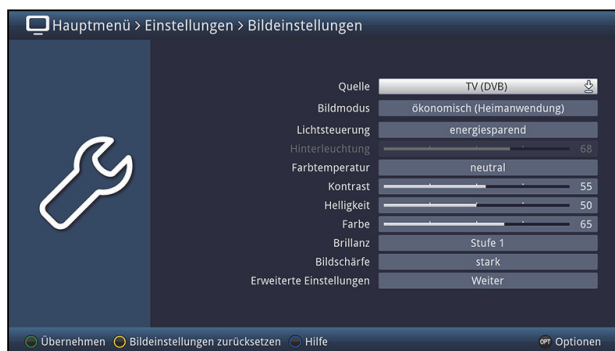 Hauptmenü > Einstellungen > Bildeinstellungen
Quelle TV (DVB)
Bildmodus ökonomisch (Heimanwendung)
Lichtsteuerung energiesparend
Hinterleuchtung 68
Farbtemperatur neutral
Kontrast 55
Helligkeit 50
Farbe 65
Brillanz Stufe 1
Bildschärfe stark
Erweiterte Einstellungen Weiter
Übernehmen Bildeinstellungen zurücksetzen Hilfe OPT Optionen